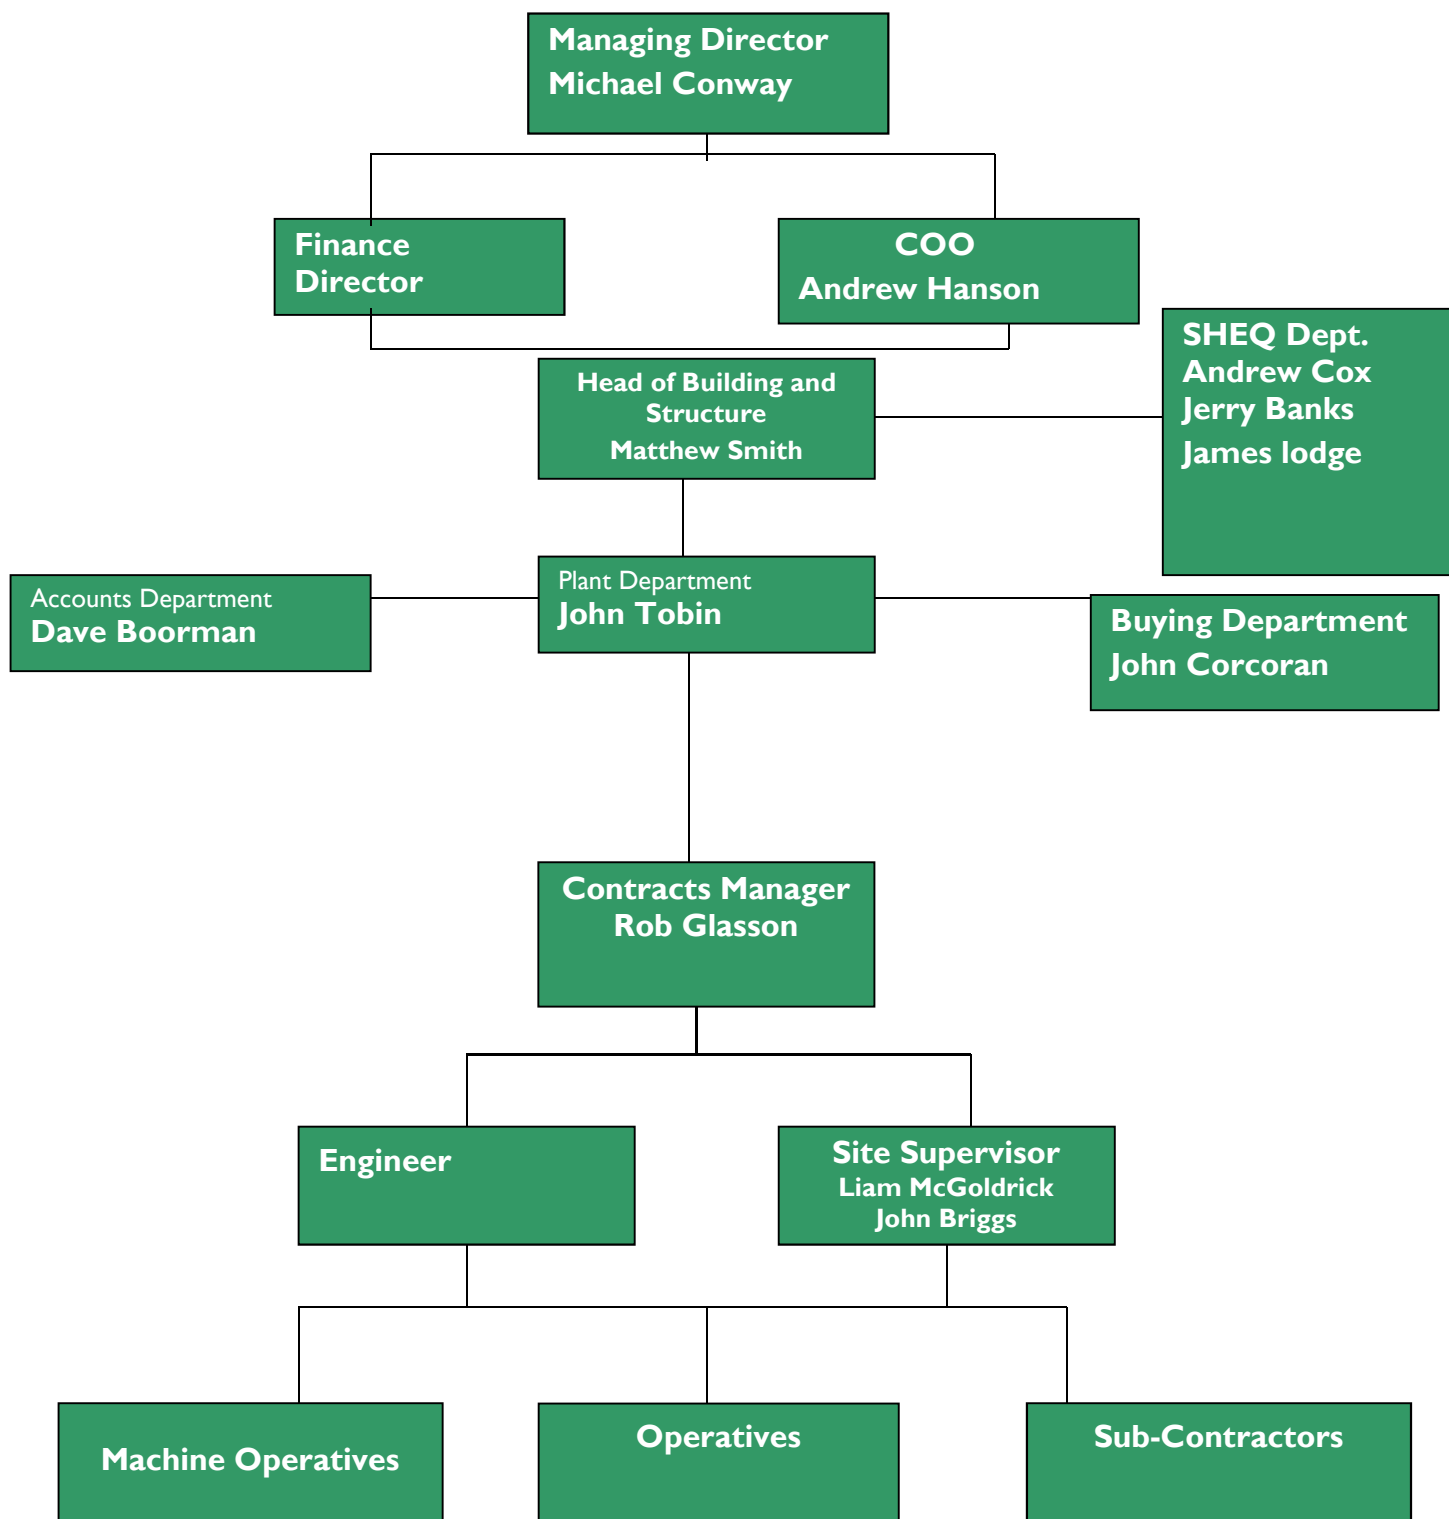 Managing Director
Michael Conway
Finance
Director
COO
Andrew Hanson
SHEQ Dept.
Andrew Cox
Jerry Banks
James lodge
Head of Building and
Structure
Matthew Smith
Accounts Department
Dave Boorman
Plant Department
John Tobin
Buying Department
John Corcoran
Contracts Manager
Rob Glasson
Engineer
Site Supervisor
Liam McGoldrick
John Briggs
Machine Operatives
Operatives
Sub-Contractors